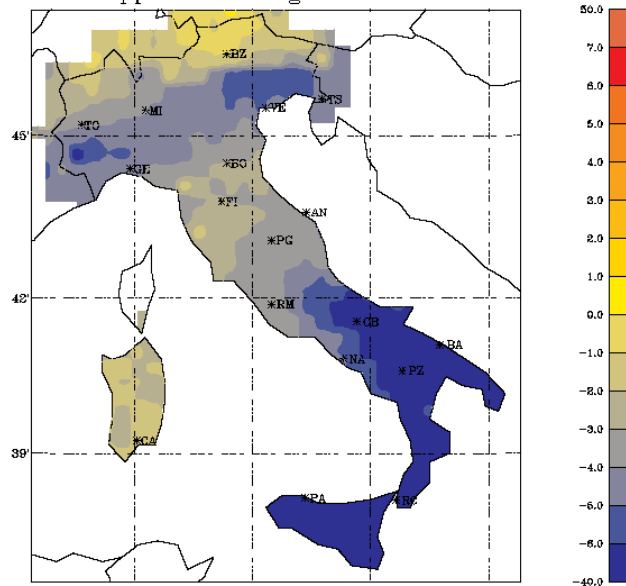 50.0
7.0
6.0
5.0
4.0
3.0
2.0
1.0
0.0
-1.0
-2.0
-3.0
-4.0
-5.0
-6.0
-40.0
*BZ
*MI
*VE
*TS
*TO
45'
*GE
*BO
*FI
*AN
*PG
42'
*RM
*CB
*BA
*NA
*PZ
*CA
39'
*PA
*RC